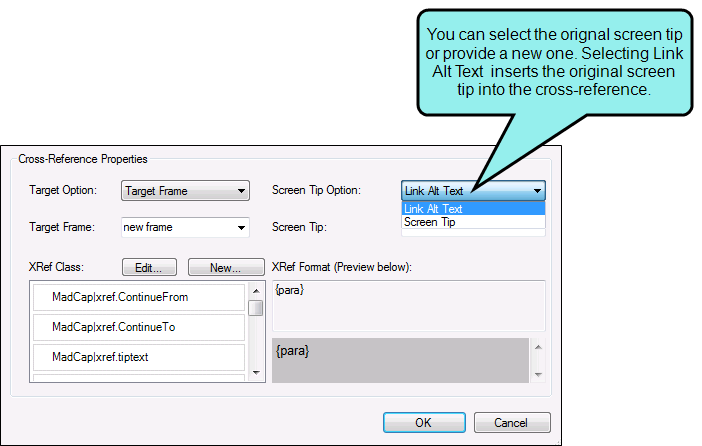 You can select the orignal screen tip
or provide a new one. Selecting Link
Alt Text inserts the original screen
tip into the cross-reference.
Cross-Reference Properties
Target Option: Target Frame Screen Tip Option: Link Alt Text
Link Alt Text
Screen Tip
Target Frame: new frame Screen Tip:
XRef Class: Edit... New... XRef Format (Preview below):
MadCap|xref.ContinueFrom {para}
MadCap|xref.ContinueTo
MadCap|xref.tiptext {para}
OK Cancel